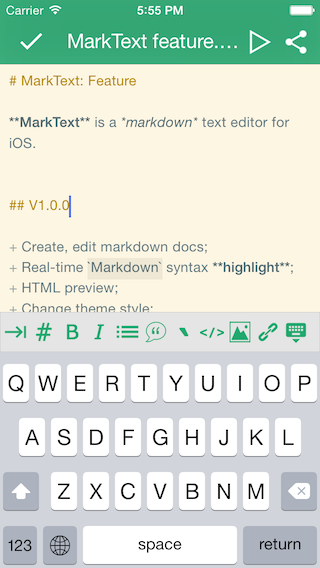 Carrier 5:55 PM
MarkText feature....
# MarkText: Feature
**MarkText** is a *markdown* text editor for
iOS.
## V1.0.0
+ Create, edit markdown docs;
+ Real-time `Markdown` syntax **highlight**;
+ HTML preview;
+ Change theme style;
# B I </>
Q W E R T Y U I O P
A S D F G H J K L
Z X C V B N M
123 space return